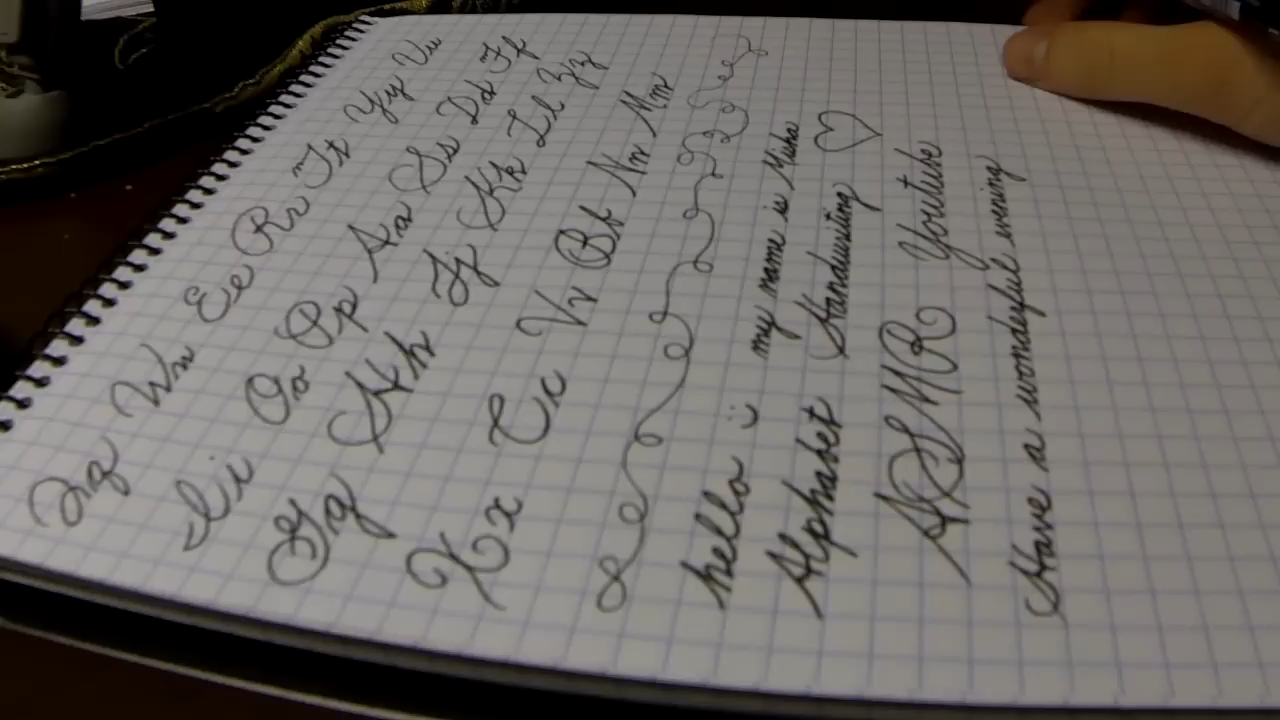 Qq Ww Ee Rr Tt Yy Uu
Ii Oo Pp Aa Ss Dd Ff
Gg Hh Jj Kk Ll Zz
Xx Cc Vv Bb Nn Mm
hello my name is Misha
Alphabet Handwriting
ASMR Youtube
Have a wonderful evening